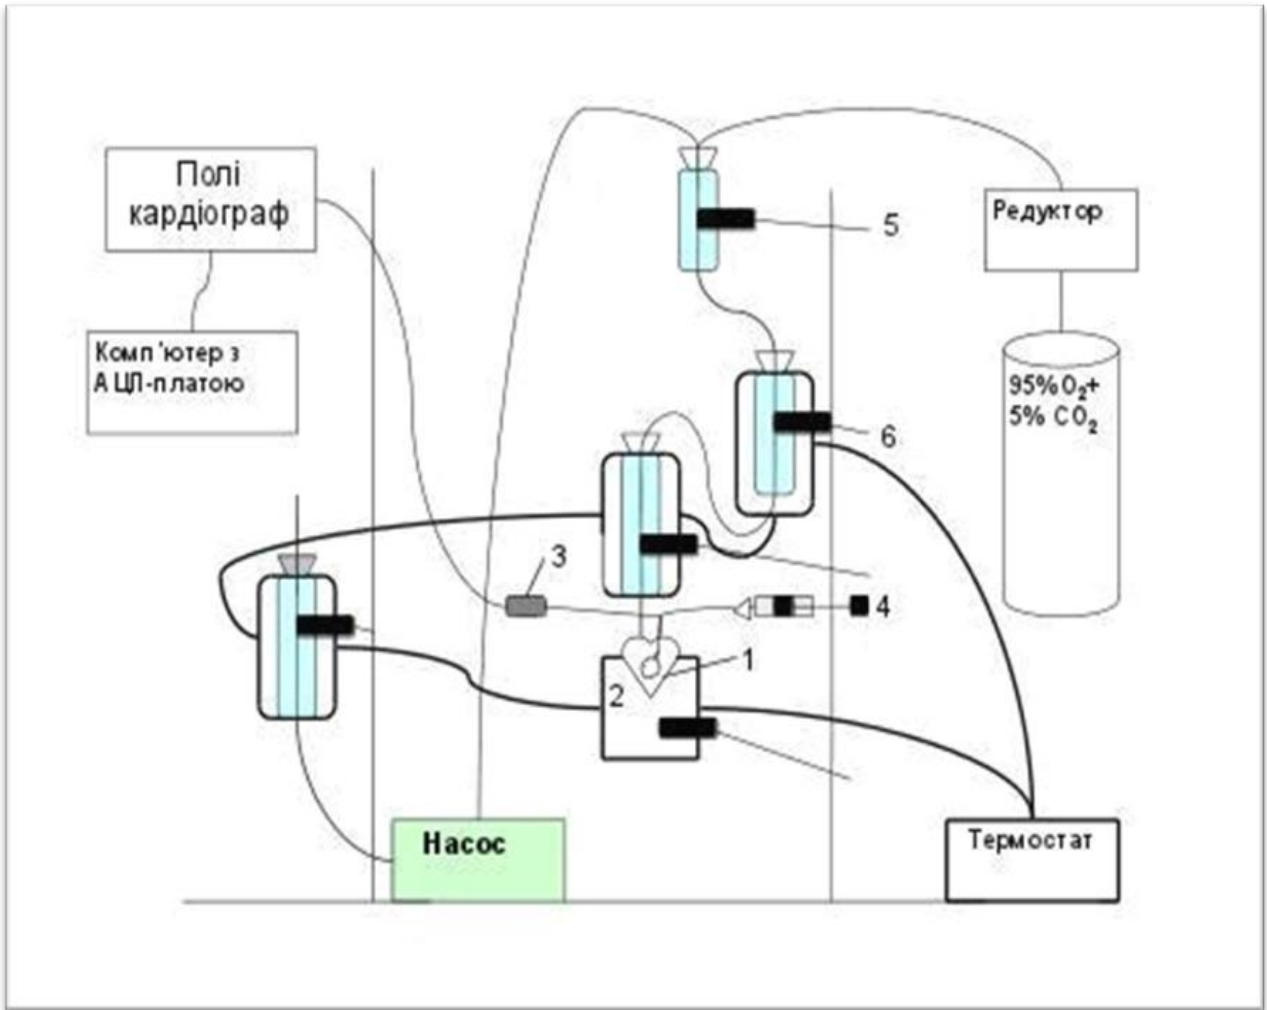 Полі
кардіограф
5
Редуктор
Комп'ютер з
АЦП-платою
95%O₂+
5% CO₂
6
3
4
1
2
Насос
Термостат